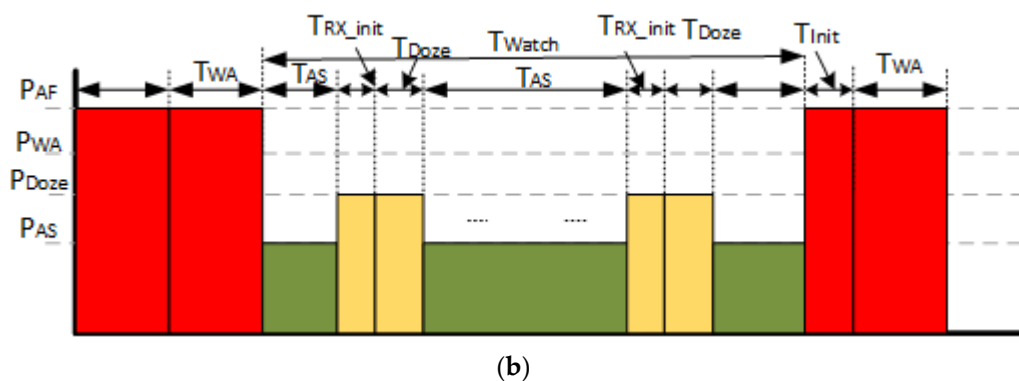 TRX_init TDoze TWatch TRX_init TDoze TInit
TWA TAS TAS TWA
PAF
PWA
PDoze
PAS
.... ....
(b)